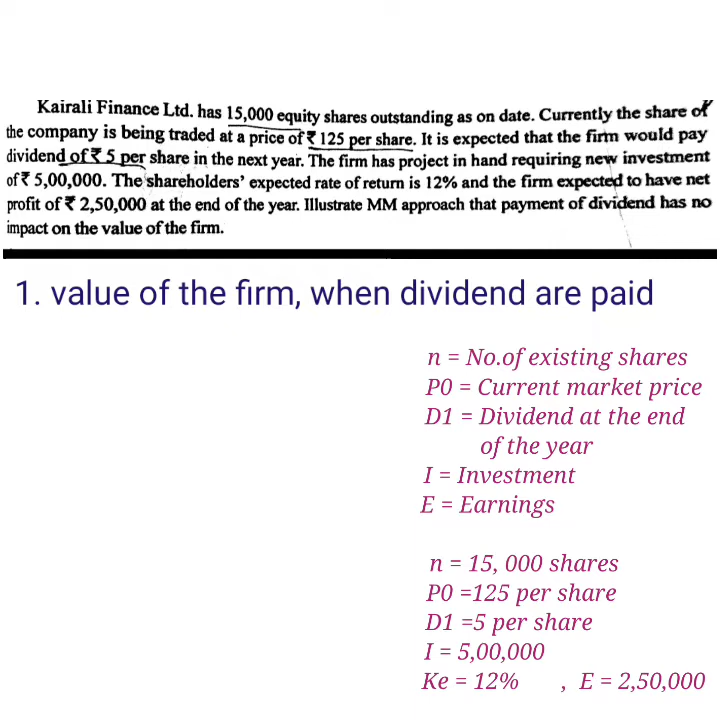 Kairali Finance Ltd. has 15,000 equity shares outstanding as on date. Currently the share of
the company is being traded at a price of ₹ 125 per share. It is expected that the firm would pay
dividend of ₹ 5 per share in the next year. The firm has project in hand requiring new investment
of ₹ 5,00,000. The shareholders' expected rate of return is 12% and the firm expected to have net
profit of ₹ 2,50,000 at the end of the year. Illustrate MM approach that payment of dividend has no
impact on the value of the firm.
1. value of the firm, when dividend are paid
n = No.of existing shares
P0 = Current market price
D1 = Dividend at the end
of the year
I = Investment
E = Earnings
n = 15, 000 shares
P0 =125 per share
D1 =5 per share
I = 5,00,000
Ke = 12% , E = 2,50,000